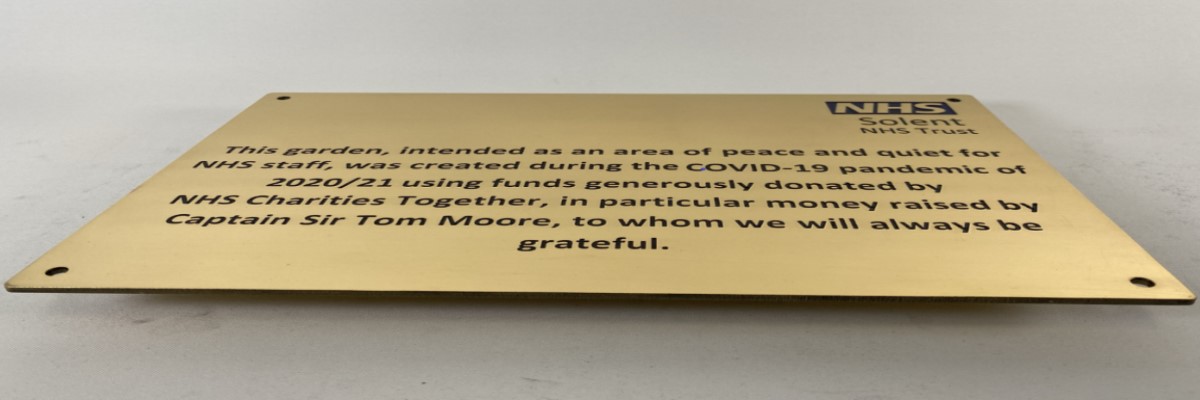 NHS
Solent
NHS Trust
This garden, intended as an area of peace and quiet for
NHS staff, was created during the COVID-19 pandemic of
2020/21 using funds generously donated by
NHS Charities Together, in particular money raised by
Captain Sir Tom Moore, to whom we will always be
grateful.